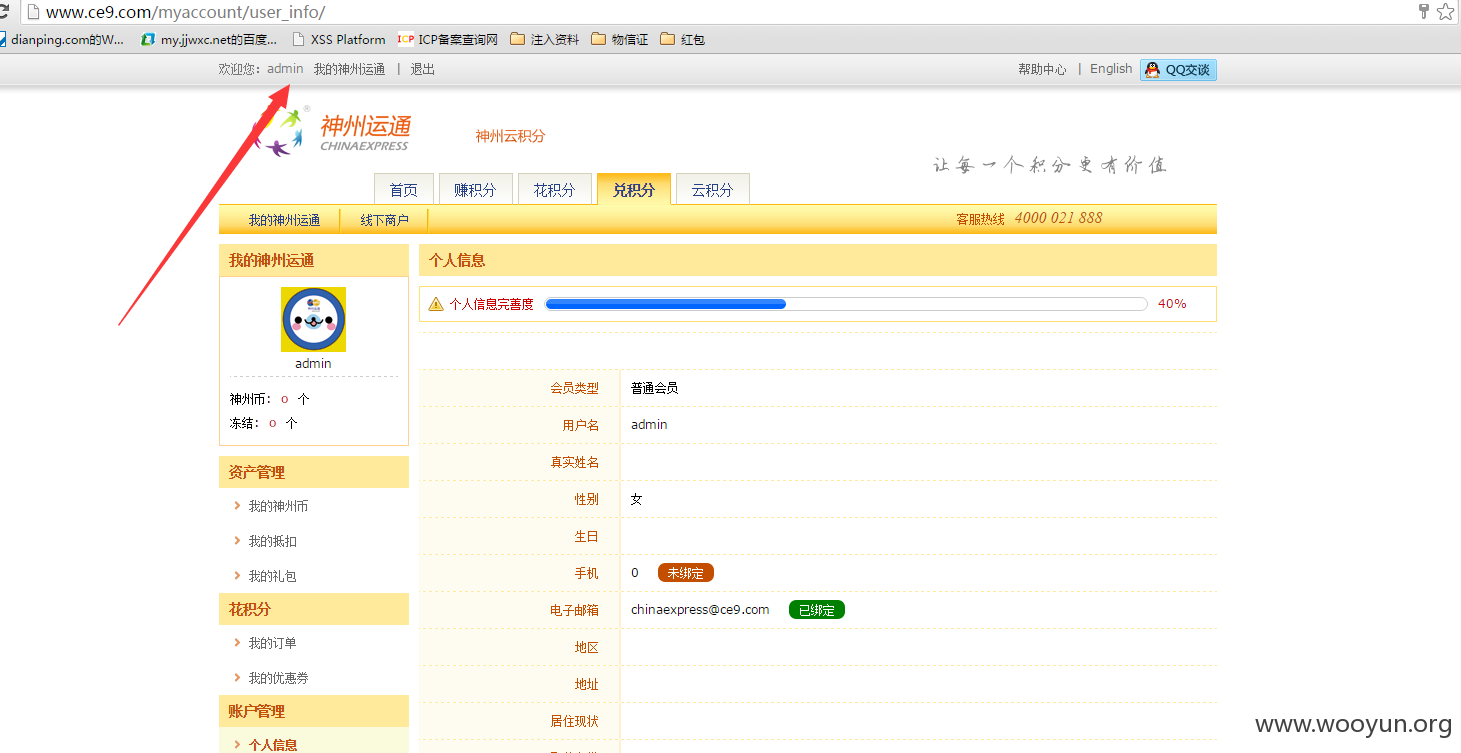 www.ce9.com/myaccount/user_info/
dianping.com的W... my.jjwxc.net的百度... XSS Platform ICP ICP备案查询网 注入资料 物信证 红包
欢迎您：admin 我的神州运通 | 退出 帮助中心 | English QQ交谈
神州运通®
CHINAEXPRESS
神州云积分
让每一个积分更有价值
首页 赚积分 花积分 兑积分 云积分
我的神州运通 线下商户 客服热线 4000 021 888
我的神州运通
admin
神州币： 0 个
冻结： 0 个
资产管理
我的神州币
我的抵扣
我的礼包
花积分
我的订单
我的优惠券
账户管理
个人信息
个人信息
个人信息完善度 40%
会员类型 普通会员
用户名 admin
真实姓名
性别 女
生日
手机 0 未绑定
电子邮箱 chinaexpress@ce9.com 已绑定
地区
地址
居住现状
www.wooyun.org